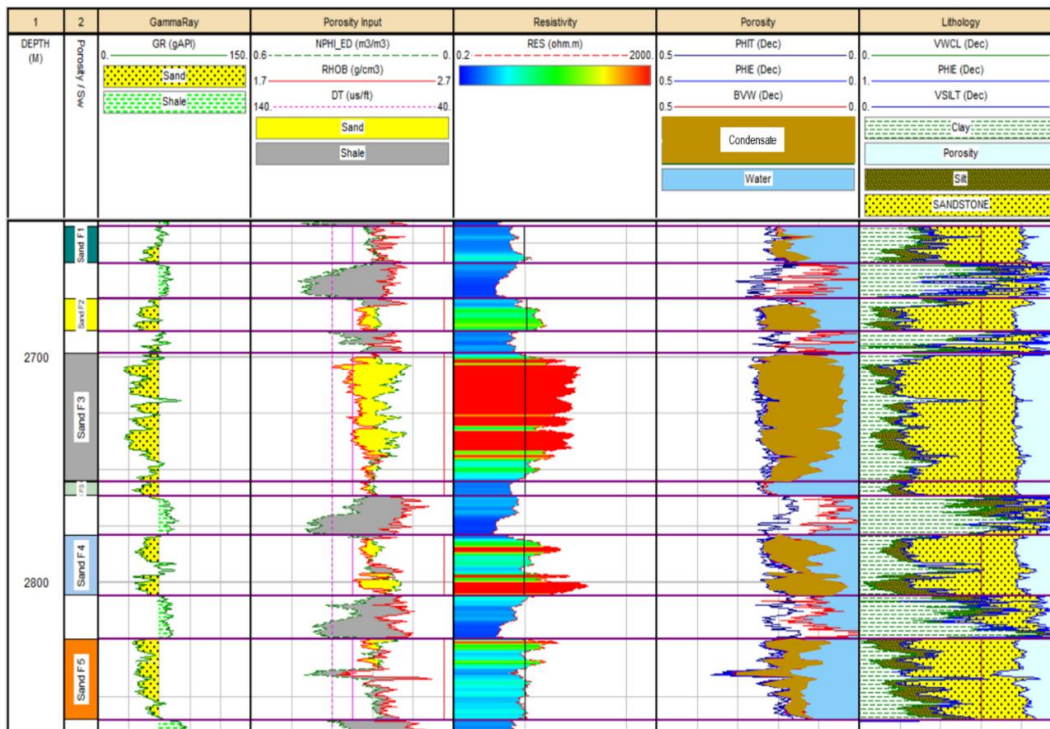 1
2
GammaRay
Porosity Input
Resistivity
Porosity
Lithology
DEPTH
(M)
Porosity / Sw
0. GR (gAPI) 150.
Sand
Shale
0.6 NPHI_ED (m3/m3) 0.
1.7 RHOB (g/cm3) 2.7
140. DT (us/ft) 40.
Sand
Shale
0.2 RES (ohm.m) 2000.
0.5 PHIT (Dec) 0.
0.5 PHIE (Dec) 0.
0.5 BVW (Dec) 0.
Condensate
Water
0. VWCL (Dec)
1. PHIE (Dec)
0. VSILT (Dec)
Clay
Porosity
Silt
SANDSTONE
Sand F1
Sand F2
2700
Sand F3
Sand F4
2800
Sand F5